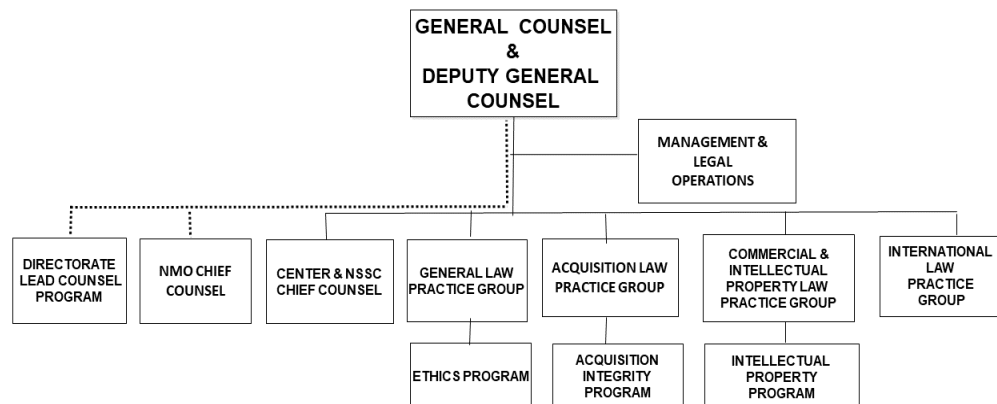 GENERAL COUNSEL
&
DEPUTY GENERAL
COUNSEL
MANAGEMENT &
LEGAL
OPERATIONS
DIRECTORATE
LEAD COUNSEL
PROGRAM
NMO CHIEF
COUNSEL
CENTER & NSSC
CHIEF COUNSEL
GENERAL LAW
PRACTICE GROUP
ACQUISITION LAW
PRACTICE GROUP
COMMERCIAL &
INTELLECTUAL
PROPERTY LAW
PRACTICE GROUP
INTERNATIONAL
LAW
PRACTICE
GROUP
ETHICS PROGRAM
ACQUISITION
INTEGRITY
PROGRAM
INTELLECTUAL
PROPERTY
PROGRAM